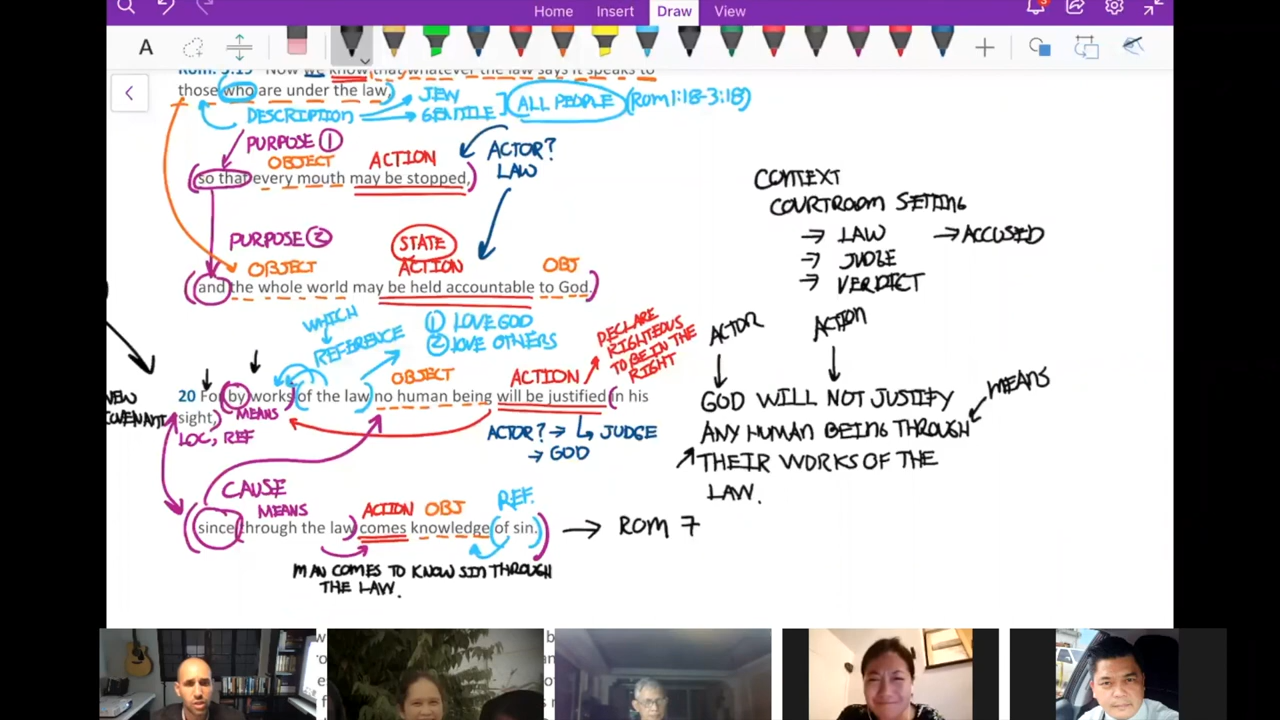 Home Insert Draw View
A
Rom. 3:19 Now we know that whatever the law says it speaks to
those who are under the law,
DESCRIPTION
JEW
GENTILE
ALL PEOPLE (ROM 1:18-3:18)
PURPOSE 1
OBJECT ACTION
ACTOR?
LAW
(so that every mouth may be stopped,)
PURPOSE 2
STATE
OBJECT ACTION OBJ
(and the whole world may be held accountable to God.)
WHICH
REFERENCE
1 LOVE GOD
2 LOVE OTHERS
DECLARE
RIGHTEOUS
TO BE IN THE
RIGHT
OBJECT ACTION
20 For by works) (of the law) no human being will be justified (in his
sight,)
MEANS
LOC, REF
NEW
COVENANT
ACTOR? → JUDGE
→ GOD
CAUSE
MEANS ACTION OBJ REF.
(since through the law) comes knowledge (of sin.)
→ ROM 7
MAN COMES TO KNOW SIN THROUGH
THE LAW.
CONTEXT
COURTROOM SETTING
→ LAW → ACCUSED
→ JUDGE
→ VERDICT
ACTOR ACTION
MEANS
GOD WILL NOT JUSTIFY
ANY HUMAN BEING THROUGH
THEIR WORKS OF THE
LAW.